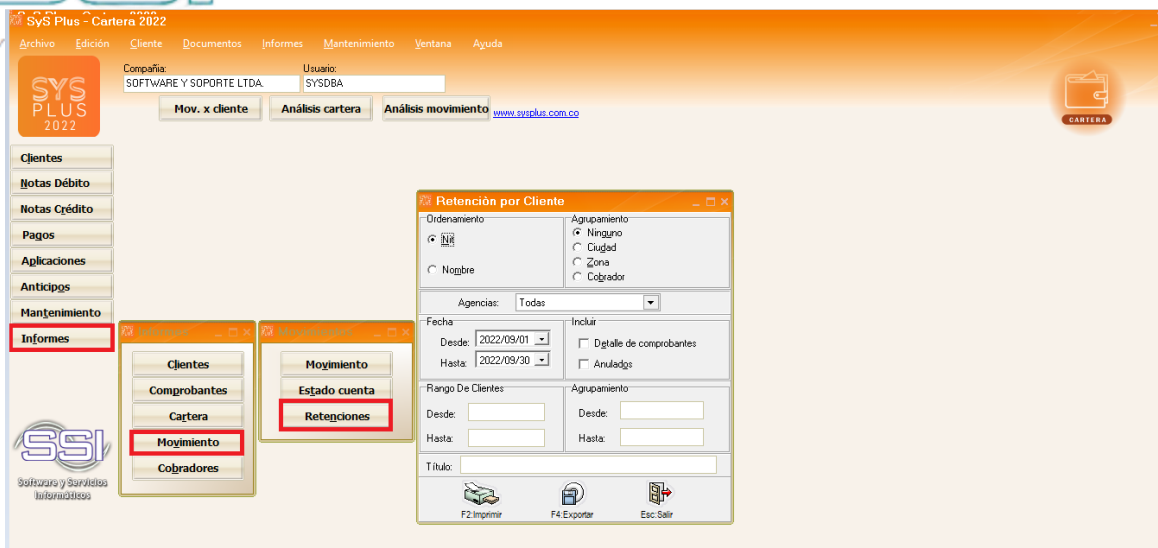 SyS Plus - Cartera 2022
Archivo Edición Cliente Documentos Informes Mantenimiento Ventana Ayuda
SYS
PLUS
2022
Compañia: Usuario:
SOFTWARE Y SOPORTE LTDA. SYSDBA
Mov. x cliente Análisis cartera Análisis movimiento www.sysplus.com.co
CARTERA
Clientes
Notas Débito
Notas Crédito
Pagos
Aplicaciones
Anticipos
Mantenimiento
Informes
SSI
Software y Servicios
Informáticos
Informes
Clientes
Comprobantes
Cartera
Movimiento
Cobradores
Movimiento
Movimiento
Estado cuenta
Retenciones
Retenciòn por Cliente
Ordenamiento
Nit
Nombre
Agrupamiento
Ninguno
Ciudad
Zona
Cobrador
Agencias: Todas
Fecha
Desde: 2022/09/01
Hasta: 2022/09/30
Incluir
Detalle de comprobantes
Anulados
Rango De Clientes
Desde:
Hasta:
Agrupamiento
Desde:
Hasta:
Título:
F2:Imprimir F4:Exportar Esc:Salir